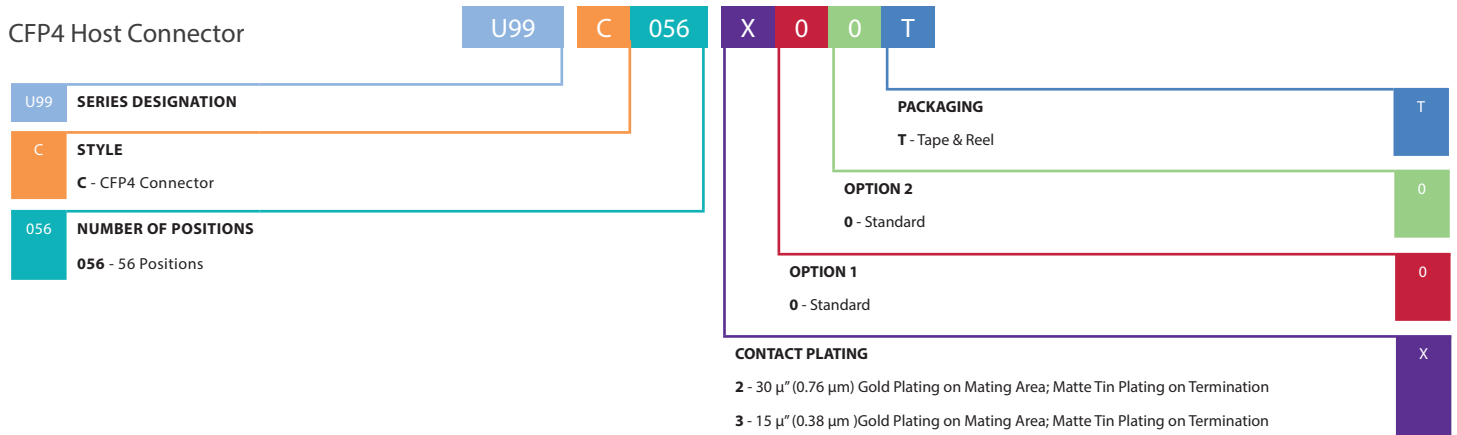 CFP4 Host Connector
U99 C 056 X 0 0 T
U99 SERIES DESIGNATION
C STYLE
C - CFP4 Connector
056 NUMBER OF POSITIONS
056 - 56 Positions
PACKAGING T
T - Tape & Reel
OPTION 2 0
0 - Standard
OPTION 1 0
0 - Standard
CONTACT PLATING X
2 - 30 µ” (0.76 µm) Gold Plating on Mating Area; Matte Tin Plating on Termination
3 - 15 µ” (0.38 µm )Gold Plating on Mating Area; Matte Tin Plating on Termination